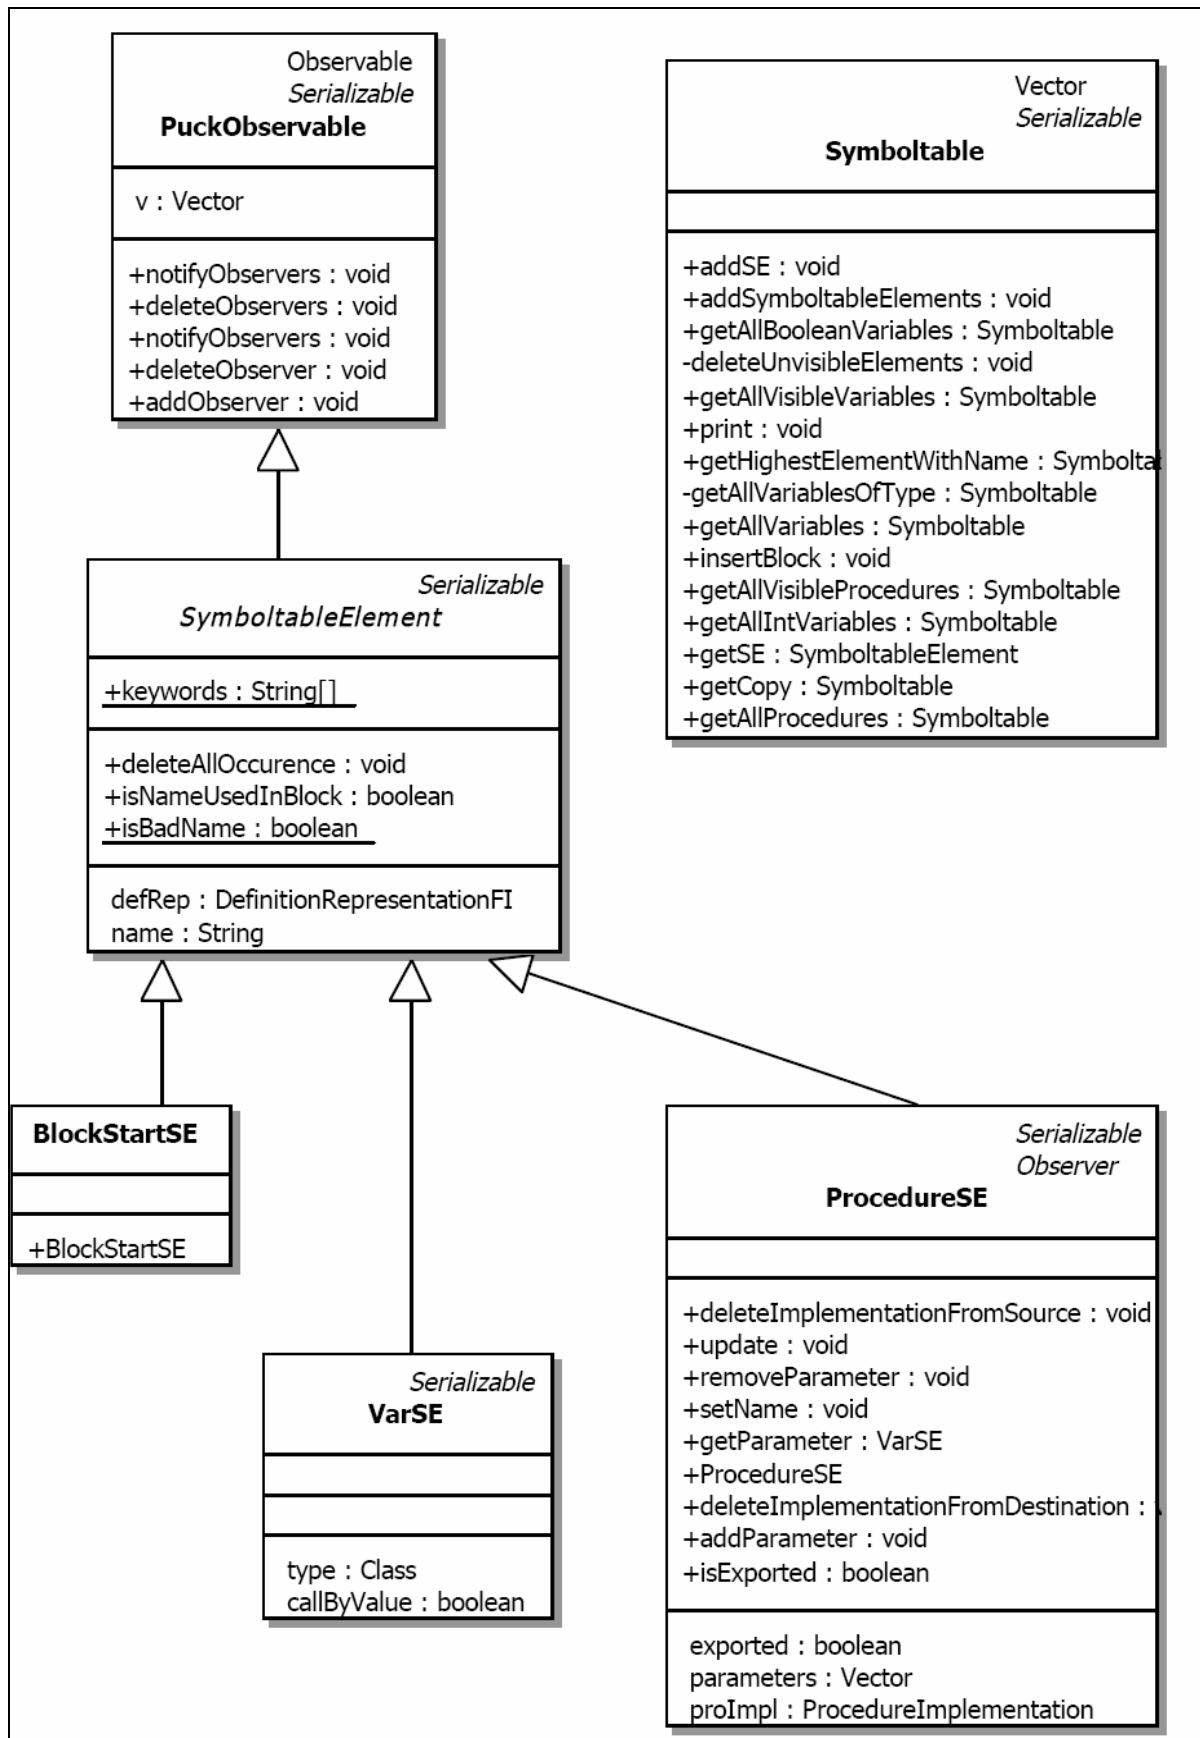 Observable
Serializable
PuckObservable
v : Vector
+notifyObservers : void
+deleteObservers : void
+notifyObservers : void
+deleteObserver : void
+addObserver : void
Vector
Serializable
Symboltable
+addSE : void
+addSymboltableElements : void
+getAllBooleanVariables : Symboltable
-deleteUnvisibleElements : void
+getAllVisibleVariables : Symboltable
+print : void
+getHighestElementWithName : Symbolta
-getAllVariablesOfType : Symboltable
+getAllVariables : Symboltable
+insertBlock : void
+getAllVisibleProcedures : Symboltable
+getAllIntVariables : Symboltable
+getSE : SymboltableElement
+getCopy : Symboltable
+getAllProcedures : Symboltable
Serializable
SymboltableElement
+keywords : String[]
+deleteAllOccurence : void
+isNameUsedInBlock : boolean
+isBadName : boolean
defRep : DefinitionRepresentationFI
name : String
BlockStartSE
+BlockStartSE
Serializable
VarSE
type : Class
callByValue : boolean
Serializable
Observer
ProcedureSE
+deleteImplementationFromSource : void
+update : void
+removeParameter : void
+setName : void
+getParameter : VarSE
+ProcedureSE
+deleteImplementationFromDestination :
+addParameter : void
+isExported : boolean
exported : boolean
parameters : Vector
proImpl : ProcedureImplementation